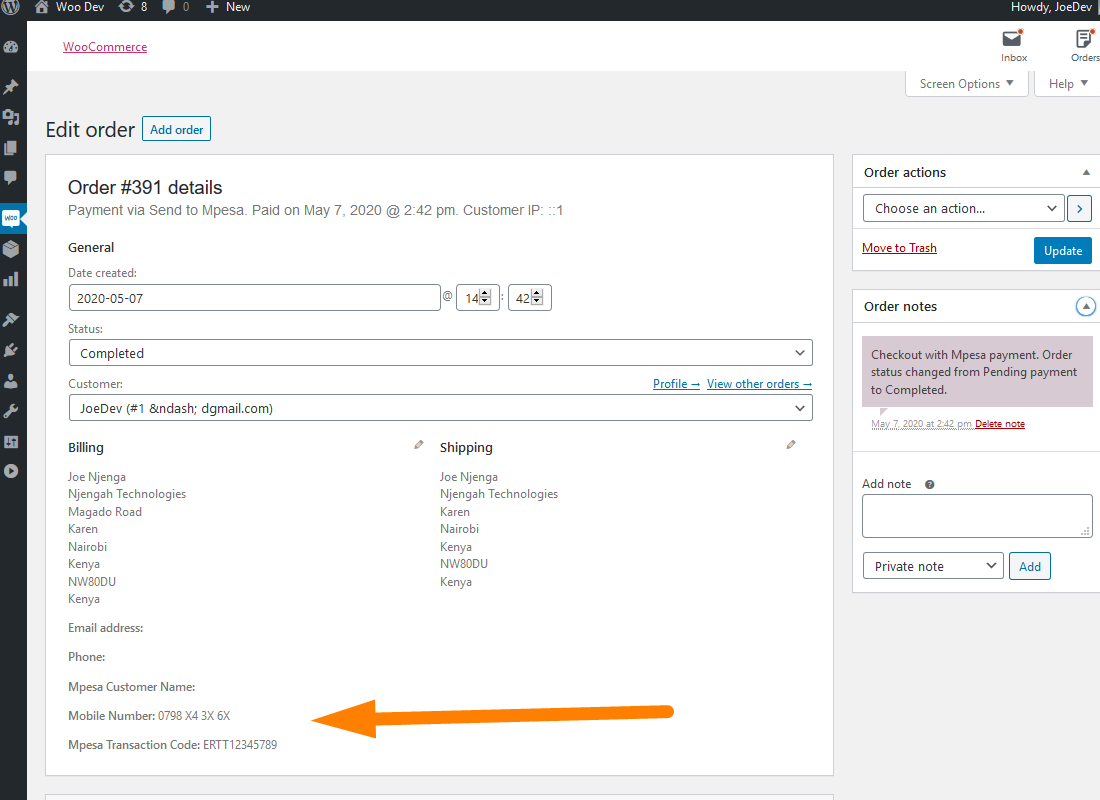 Woo Dev 8 0 New
Howdy, JoeDev
WooCommerce
Inbox
Orders
Screen Options
Help
Edit order
Add order
Order #391 details
Payment via Send to Mpesa. Paid on May 7, 2020 @ 2:42 pm. Customer IP: ::1
General
Date created:
2020-05-07 @ 14 : 42
Status:
Completed
Customer:
Profile →
View other orders →
JoeDev (#1 &ndash; dgmail.com)
Billing
Joe Njenga
Njengah Technologies
Magado Road
Karen
Nairobi
Kenya
NW80DU
Kenya
Email address:
Phone:
Mpesa Customer Name:
Mobile Number: 0798 X4 3X 6X
Mpesa Transaction Code: ERTT12345789
Shipping
Joe Njenga
Njengah Technologies
Karen
Nairobi
Kenya
NW80DU
Kenya
Order actions
Choose an action...
Move to Trash
Update
Order notes
Checkout with Mpesa payment. Order
status changed from Pending payment
to Completed.
May 7, 2020 at 2:42 pm Delete note
Add note
Private note
Add
Woo